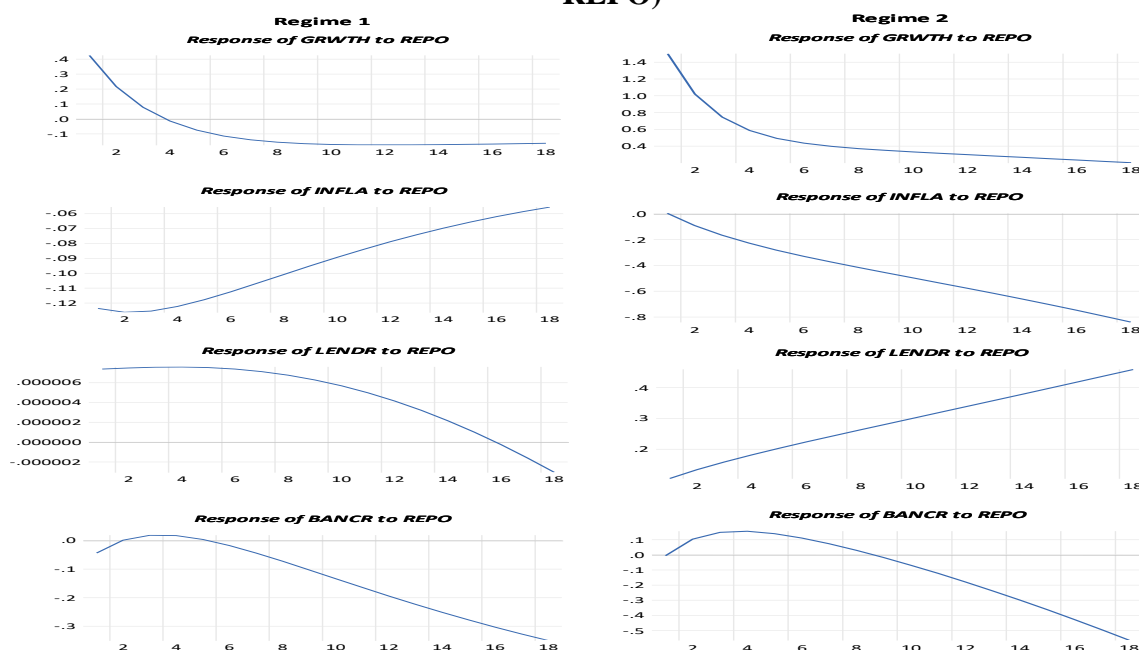 REPO)
Regime 1
Response of GRWTH to REPO
.4
.3
.2
.1
.0
-.1
2 4 6 8 10 12 14 16 18
Response of INFLA to REPO
-.06
-.07
-.08
-.09
-.10
-.11
-.12
2 4 6 8 10 12 14 16 18
Response of LENDR to REPO
.000006
.000004
.000002
.000000
-.000002
2 4 6 8 10 12 14 16 18
Response of BANCR to REPO
.0
-.1
-.2
-.3
2 4 6 8 10 12 14 16 18
Regime 2
Response of GRWTH to REPO
1.4
1.2
1.0
0.8
0.6
0.4
2 4 6 8 10 12 14 16 18
Response of INFLA to REPO
.0
-.2
-.4
-.6
-.8
2 4 6 8 10 12 14 16 18
Response of LENDR to REPO
.4
.3
.2
2 4 6 8 10 12 14 16 18
Response of BANCR to REPO
.1
.0
-.1
-.2
-.3
-.4
-.5
2 4 6 8 10 12 14 16 18